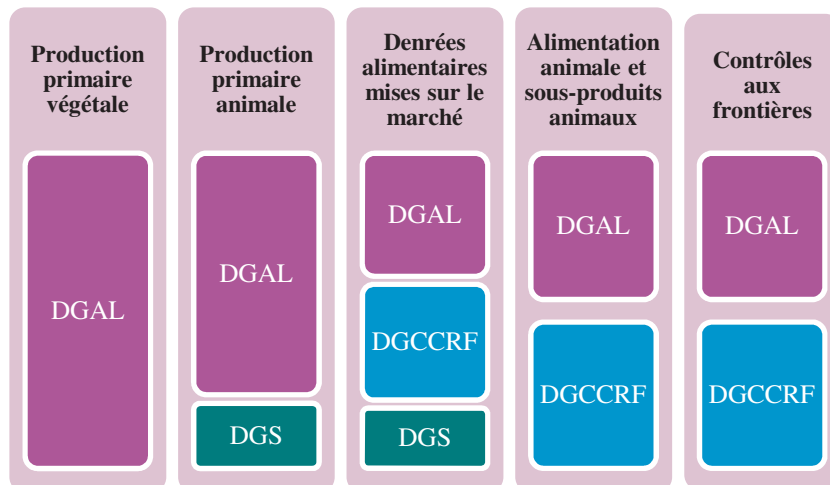 Production
primaire
végétale
DGAL
Production
primaire
animale
DGAL
DGS
Denrées
alimentaires
mises sur le
marché
DGAL
DGCCRF
DGS
Alimentation
animale et
sous-produits
animaux
DGAL
DGCCRF
Contrôles
aux
frontières
DGAL
DGCCRF